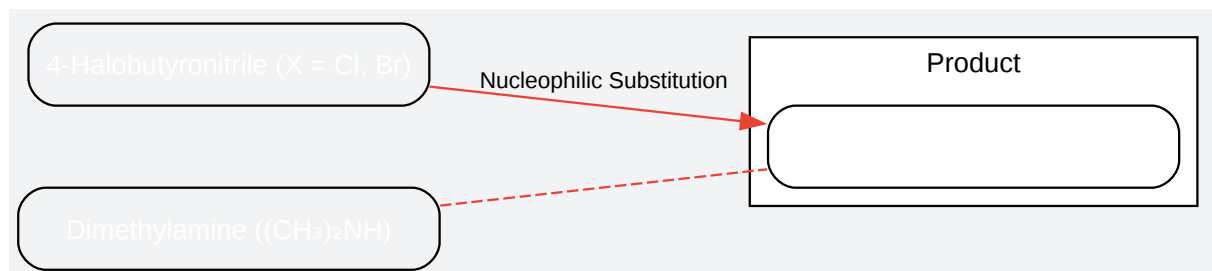 4-Halobutyronitrile (X = Cl, Br)
Nucleophilic Substitution
Product
Dimethylamine ((CH₃)₂NH)